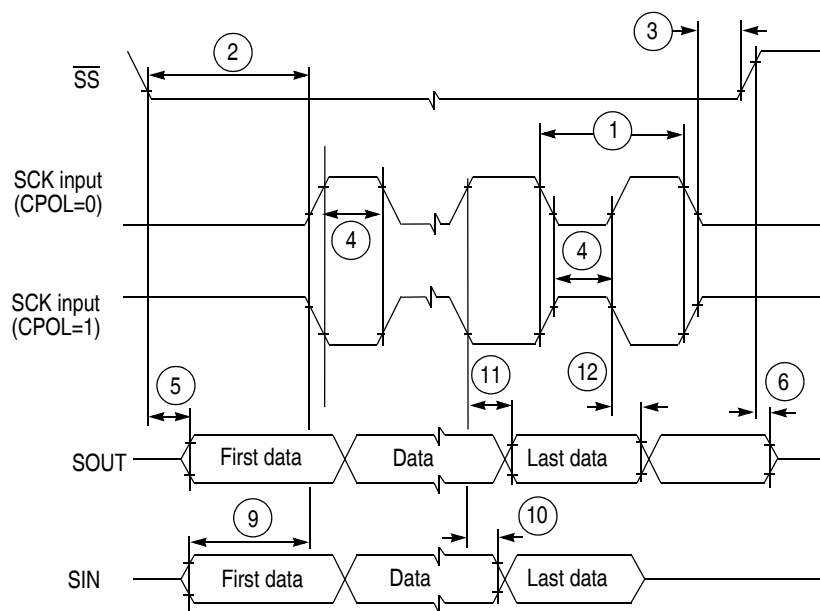 3
2
SS
1
SCK input
(CPOL=0)
4
4
SCK input
(CPOL=1)
5
11
12
6
SOUT
First data
Data
Last data
9
10
SIN
First data
Data
Last data